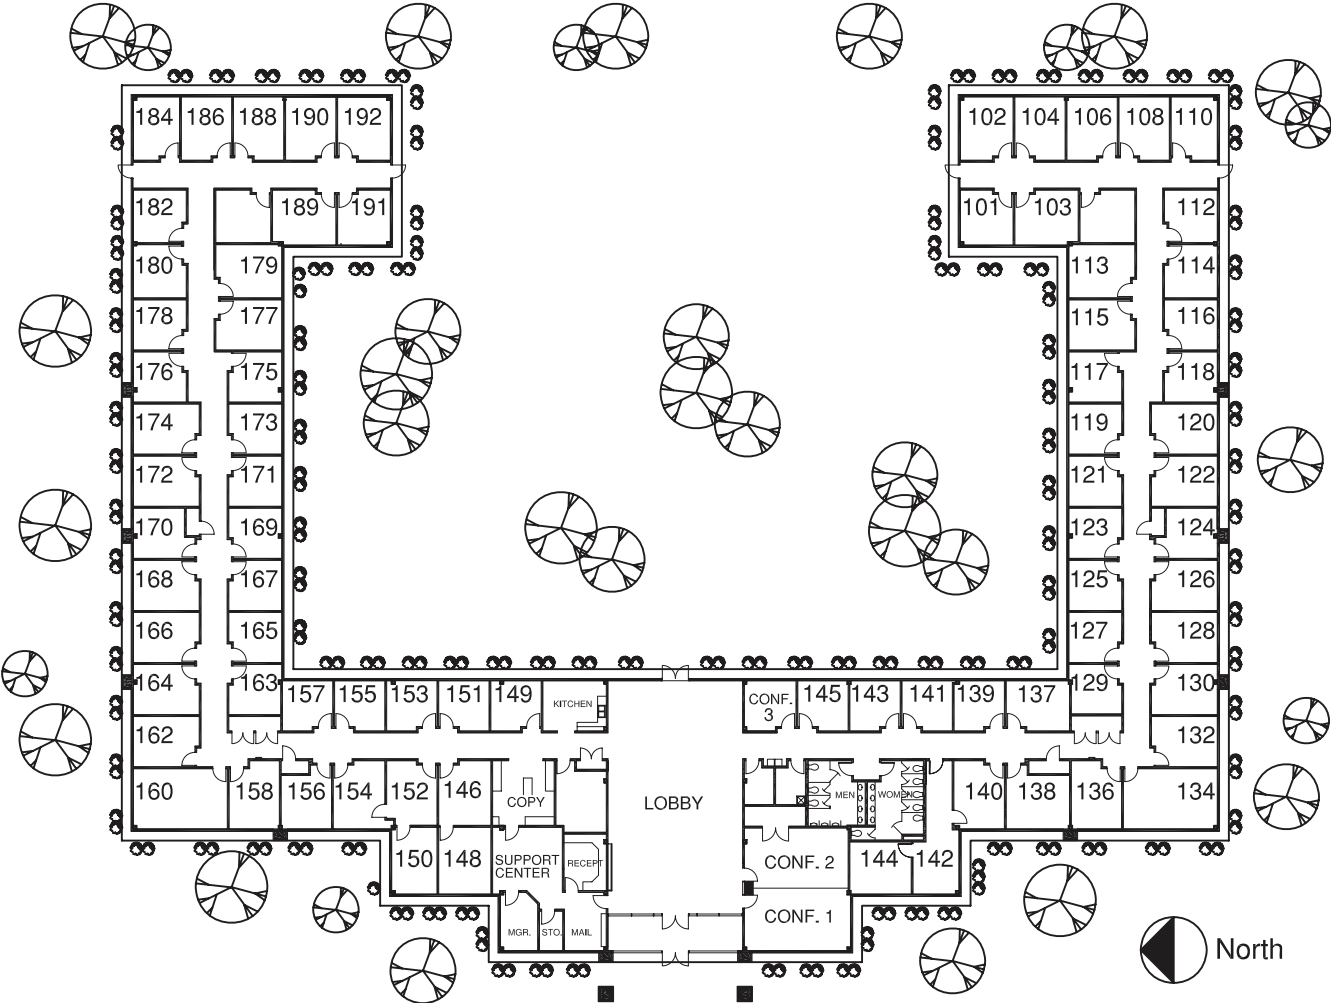 184 186 188 190 192 102 104 106 108 110
182 189 191 101 103 112
180 179 113 114
178 177 115 116
176 175 117 118
174 173 119 120
172 171 121 122
170 169 123 124
168 167 125 126
166 165 127 128
164 163 129 130
157 155 153 151 149 KITCHEN CONF. 3 145 143 141 139 137
162 132
160 158 156 154 152 146 COPY LOBBY MEN WOMEN 140 138 136 134
150 148 SUPPORT CENTER RECEPT CONF. 2 144 142
MGR. STO. MAIL CONF. 1
North